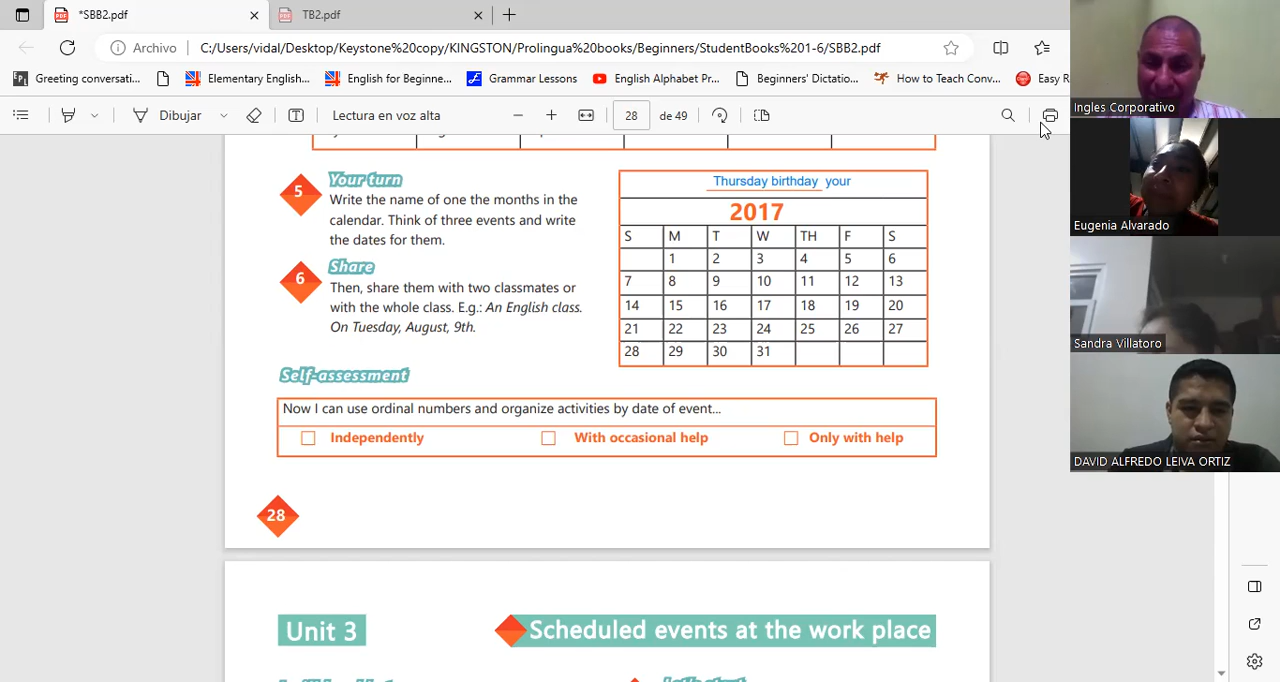 *SBB2.pdf
TB2.pdf
Archivo
C:/Users/vidal/Desktop/Keystone%20copy/KINGSTON/Prolingua%20books/Beginners/StudentBooks%201-6/SBB2.pdf
Greeting conversati...
Elementary English...
English for Beginne...
Grammar Lessons
English Alphabet Pr...
Beginners' Dictatio...
How to Teach Conv...
Easy R
Dibujar
Lectura en voz alta
28
de 49
5
Your turn
Write the name of one the months in the
calendar. Think of three events and write
the dates for them.
6
Share
Then, share them with two classmates or
with the whole class. E.g.: An English class.
On Tuesday, August, 9th.
Thursday birthday your
2017
S M T W TH F S
1 2 3 4 5 6
7 8 9 10 11 12 13
14 15 16 17 18 19 20
21 22 23 24 25 26 27
28 29 30 31
Self-assessment
Now I can use ordinal numbers and organize activities by date of event...
Independently
With occasional help
Only with help
28
Unit 3
Scheduled events at the work place
Ingles Corporativo
Eugenia Alvarado
Sandra Villatoro
DAVID ALFREDO LEIVA ORTIZ